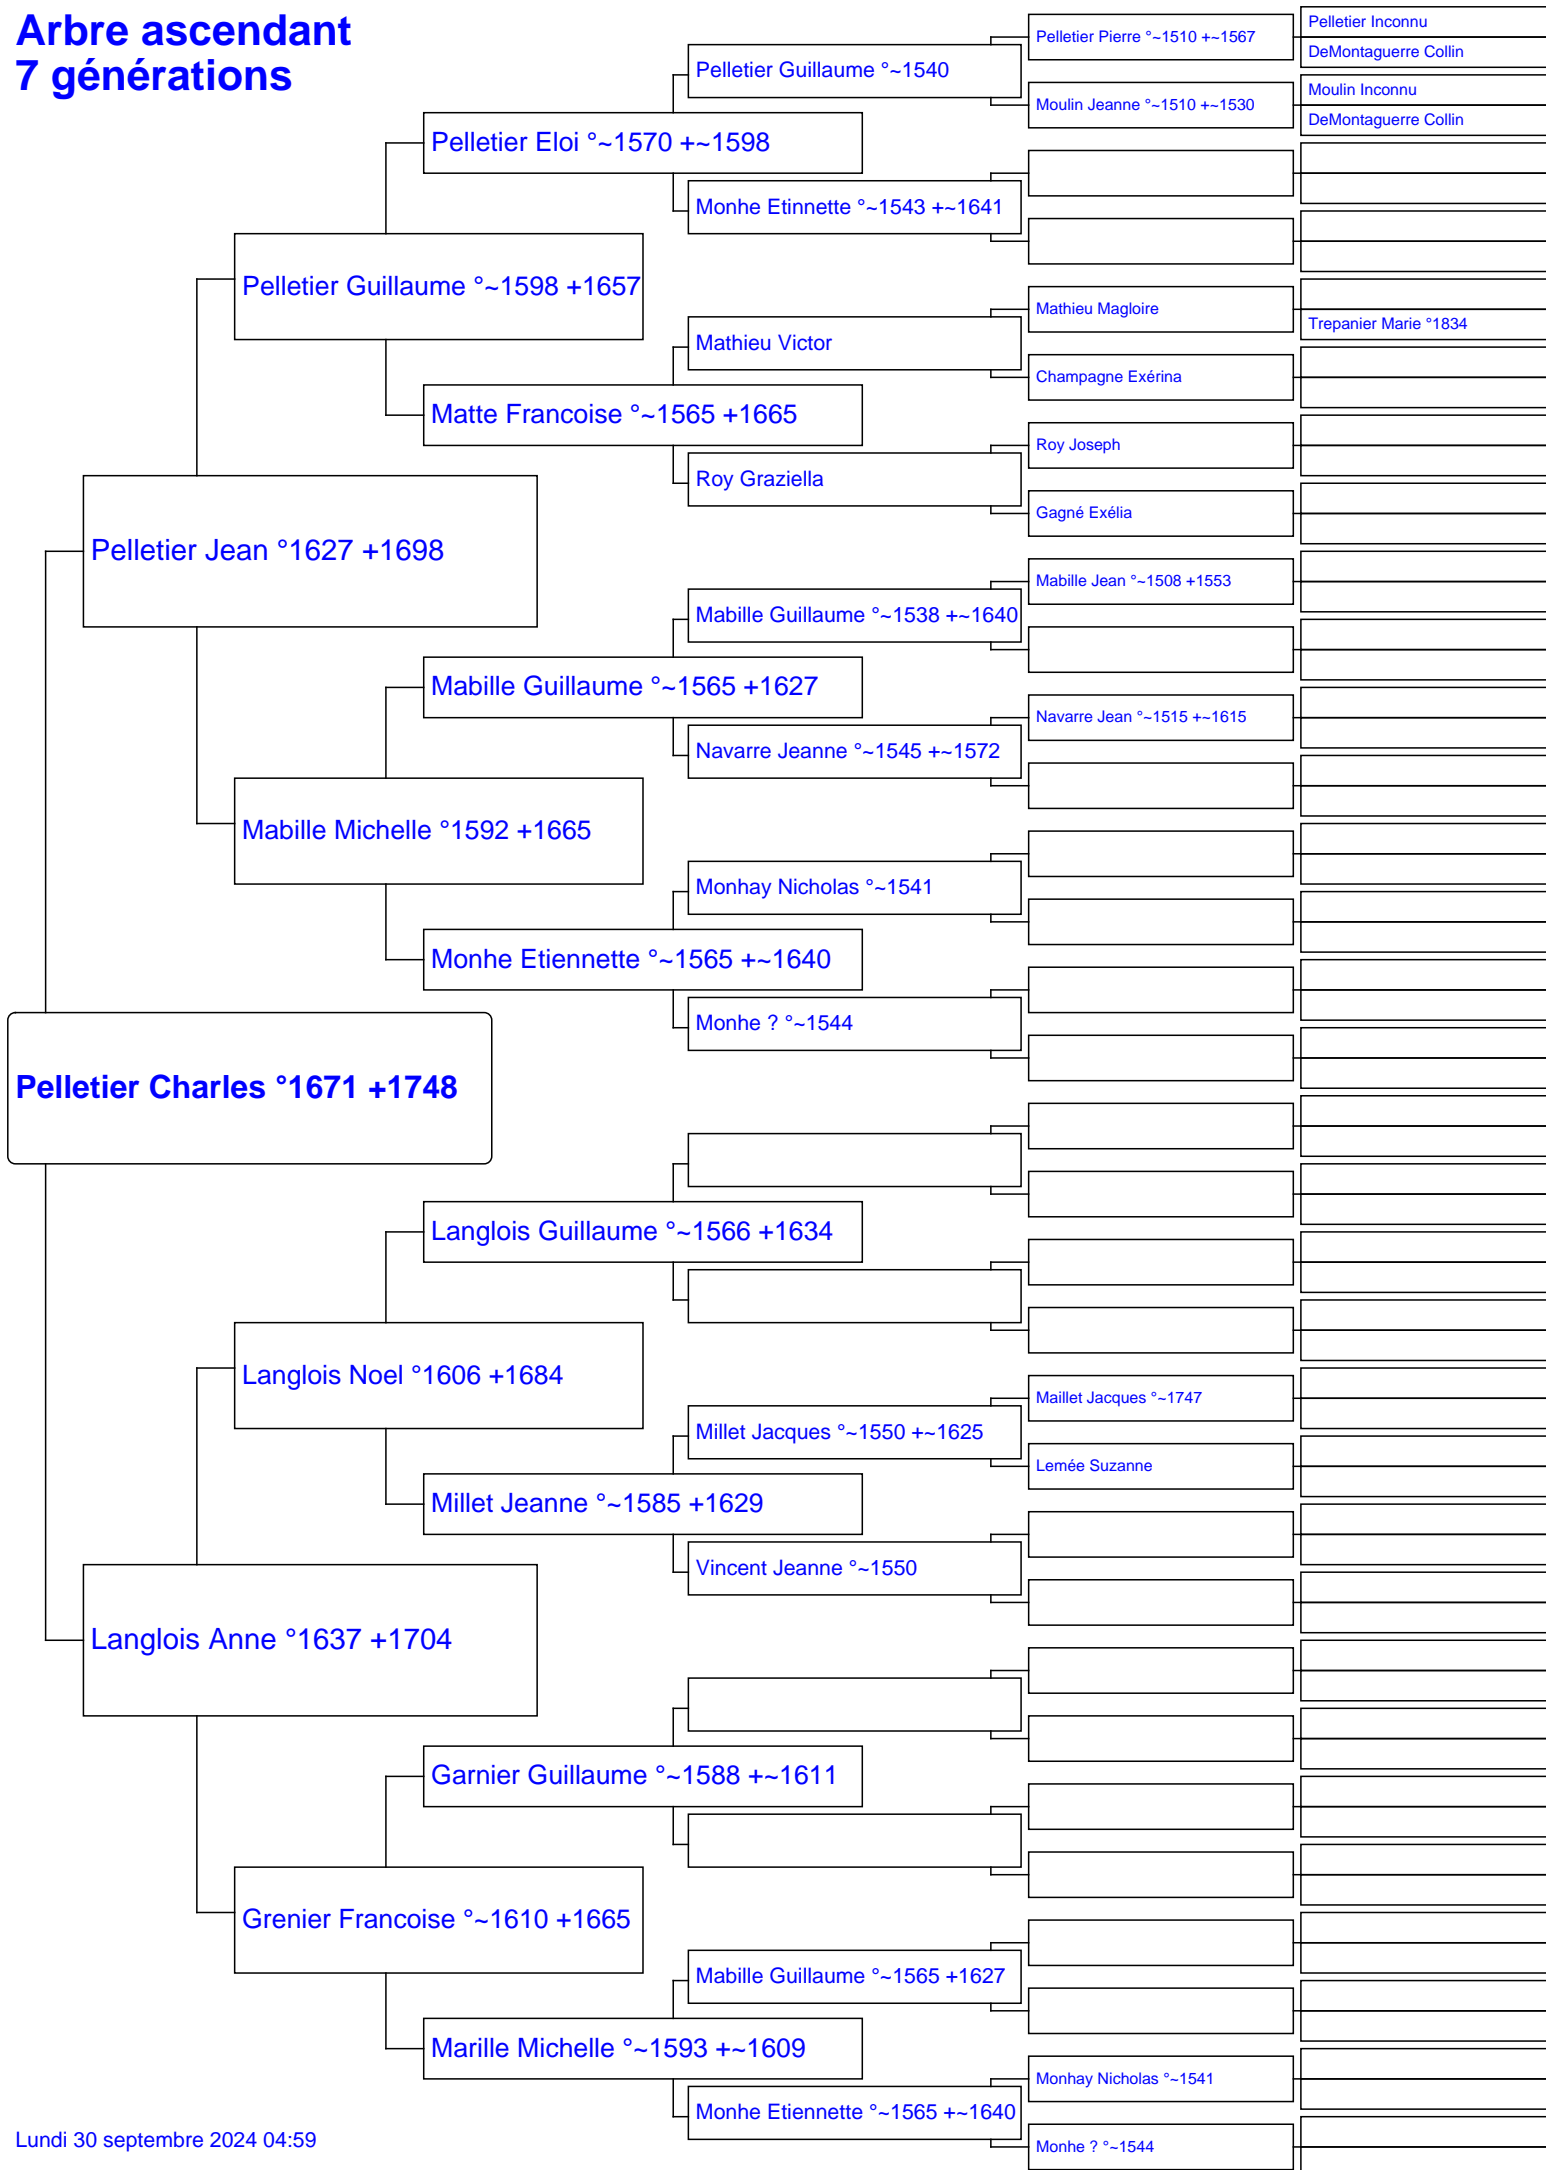 Arbre ascendant
7 générations
Pelletier Inconnu
Pelletier Pierre °~1510 +~1567
DeMontaguerre Collin
Pelletier Guillaume °~1540
Moulin Inconnu
Moulin Jeanne °~1510 +~1530
DeMontaguerre Collin
Pelletier Eloi °~1570 +~1598
Monhe Etinnette °~1543 +~1641
Pelletier Guillaume °~1598 +1657
Mathieu Magloire
Trepanier Marie °1834
Mathieu Victor
Champagne Exérina
Matte Francoise °~1565 +1665
Roy Joseph
Roy Graziella
Gagné Exélia
Pelletier Jean °1627 +1698
Mabille Jean °~1508 +1553
Mabille Guillaume °~1538 +~1640
Mabille Guillaume °~1565 +1627
Navarre Jean °~1515 +~1615
Navarre Jeanne °~1545 +~1572
Mabille Michelle °1592 +1665
Monhay Nicholas °~1541
Monhe Etiennette °~1565 +~1640
Monhe ? °~1544
Pelletier Charles °1671 +1748
Langlois Guillaume °~1566 +1634
Langlois Noel °1606 +1684
Maillet Jacques °~1747
Millet Jacques °~1550 +~1625
Lemée Suzanne
Millet Jeanne °~1585 +1629
Vincent Jeanne °~1550
Langlois Anne °1637 +1704
Garnier Guillaume °~1588 +~1611
Grenier Francoise °~1610 +1665
Mabille Guillaume °~1565 +1627
Marille Michelle °~1593 +~1609
Monhay Nicholas °~1541
Monhe Etiennette °~1565 +~1640
Monhe ? °~1544
Lundi 30 septembre 2024 04:59